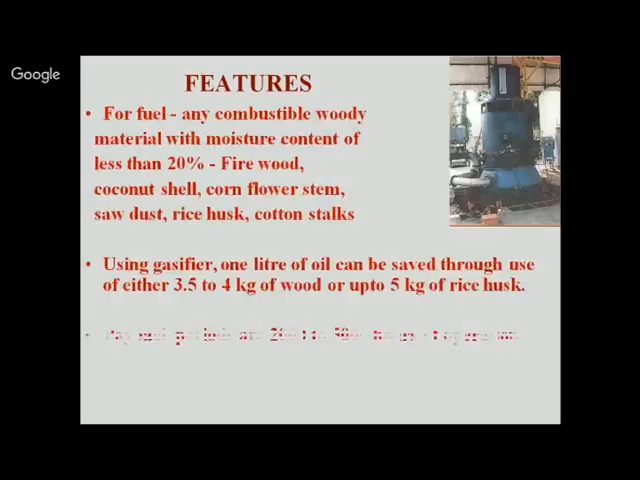 Google
FEATURES
• For fuel - any combustible woody
material with moisture content of
less than 20% - Fire wood,
coconut shell, corn flower stem,
saw dust, rice husk, cotton stalks
• Using gasifier, one litre of oil can be saved through use
of either 3.5 to 4 kg of wood or upto 5 kg of rice husk.